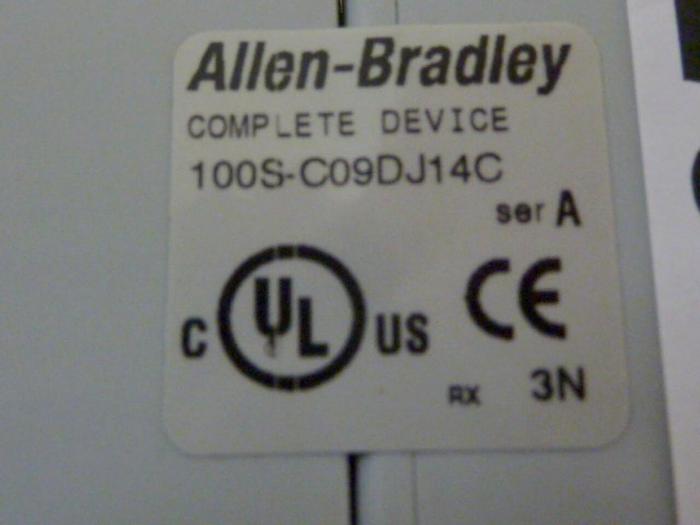 Allen-Bradley
COMPLETE DEVICE
100S-C09DJ14C
ser A
C UL US CE
RX 3N